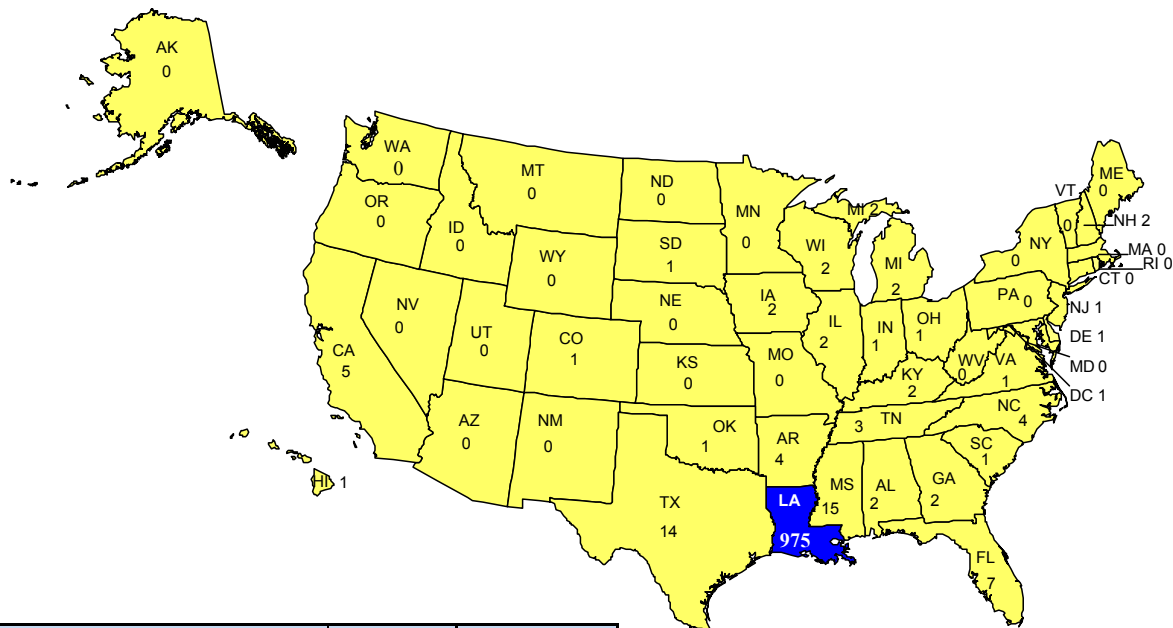 AK
0
WA
0
OR
0
ID
0
MT
0
ND
0
MN
0
SD
1
WY
0
NE
0
NV
0
UT
0
CO
1
CA
5
KS
0
AZ
0
NM
0
OK
1
TX
14
IA
2
MO
0
AR
4
LA
975
WI
2
MI 2
MI
2
IL
2
IN
1
OH
1
KY
2
3 TN
MS
15
AL
2
GA
2
FL
7
SC
1
NC
4
VA
1
WV
0
PA 0
NY
0
VT
0
ME
0
NH 2
MA 0
RI 0
CT 0
NJ 1
DE 1
MD 0
DC 1
HI 1